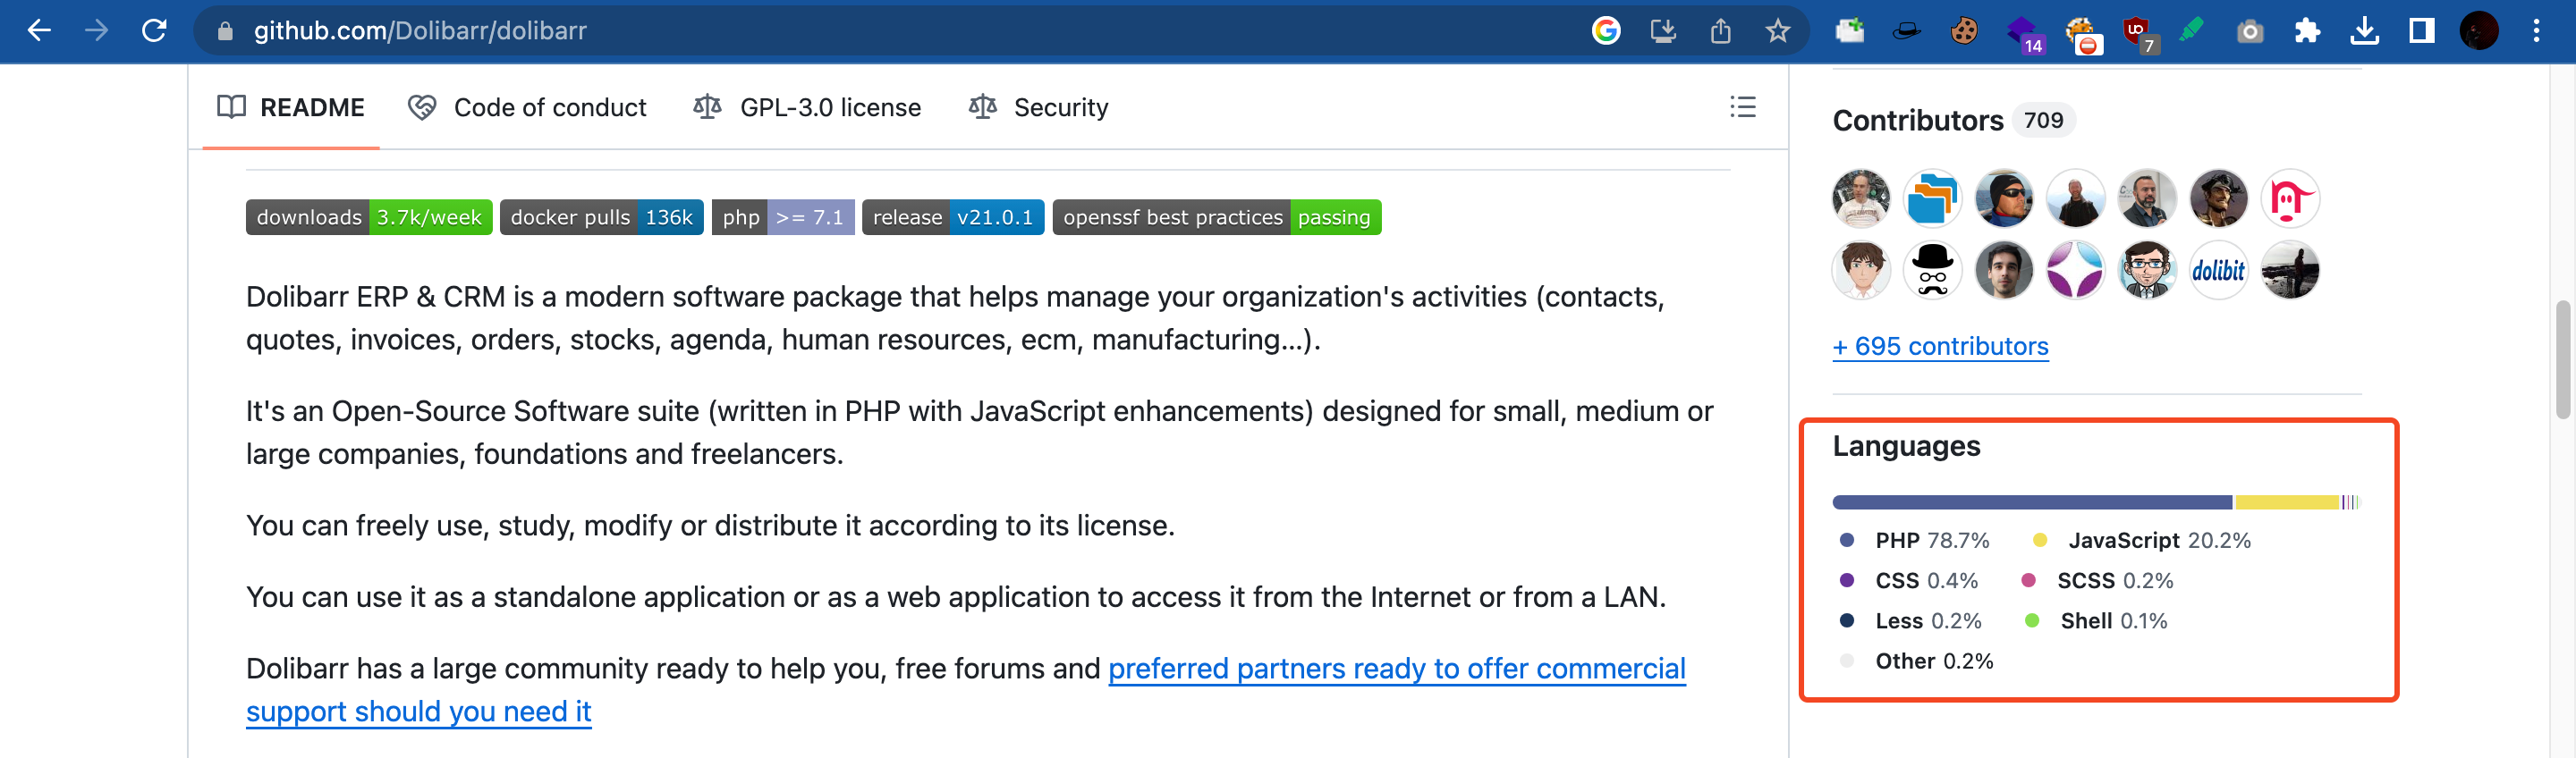 github.com/Dolibarr/dolibarr
14
7
README
Code of conduct
GPL-3.0 license
Security
downloads 3.7k/week
docker pulls 136k
php >= 7.1
release v21.0.1
openssf best practices passing
Dolibarr ERP & CRM is a modern software package that helps manage your organization's activities (contacts,
quotes, invoices, orders, stocks, agenda, human resources, ecm, manufacturing...).
It's an Open-Source Software suite (written in PHP with JavaScript enhancements) designed for small, medium or
large companies, foundations and freelancers.
You can freely use, study, modify or distribute it according to its license.
You can use it as a standalone application or as a web application to access it from the Internet or from a LAN.
Dolibarr has a large community ready to help you, free forums and preferred partners ready to offer commercial
support should you need it
Contributors 709
dolibit
+ 695 contributors
Languages
PHP 78.7% JavaScript 20.2%
CSS 0.4% SCSS 0.2%
Less 0.2% Shell 0.1%
Other 0.2%